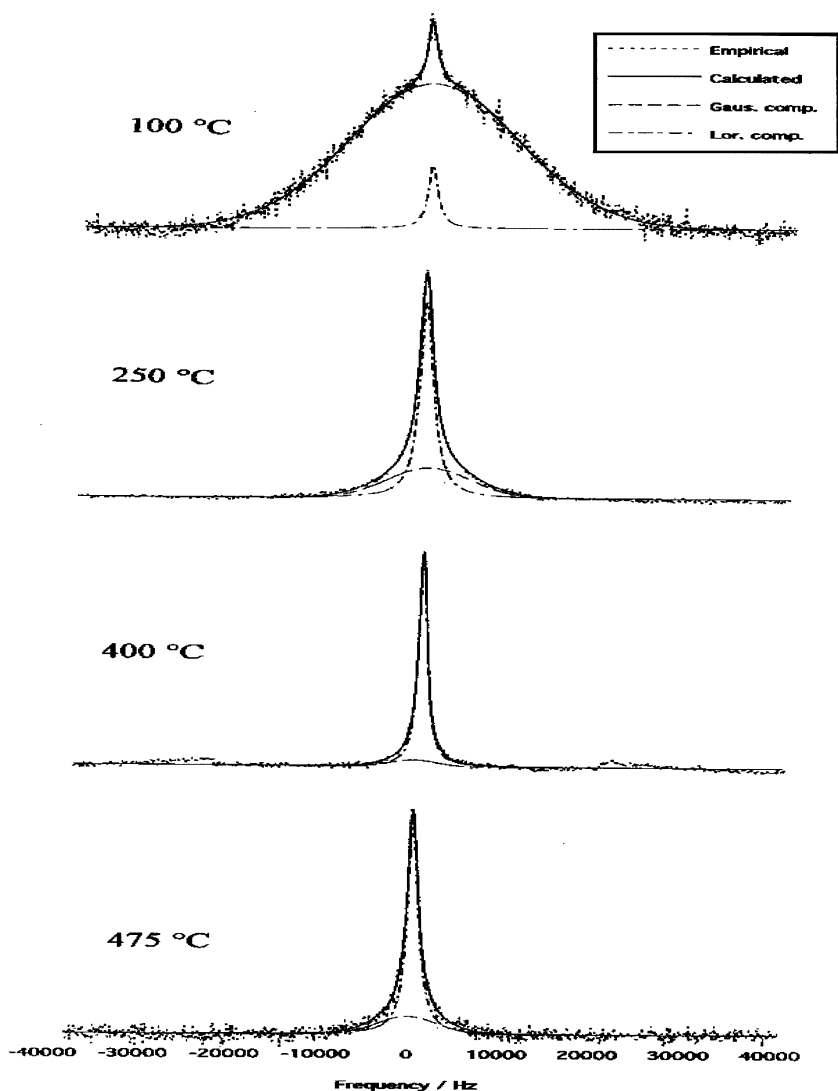 Empirical
Calculated
Gaus. comp.
Lor. comp.
100 °C
250 °C
400 °C
475 °C
-40000 -30000 -20000 -10000 0 10000 20000 30000 40000
Frequency / Hz